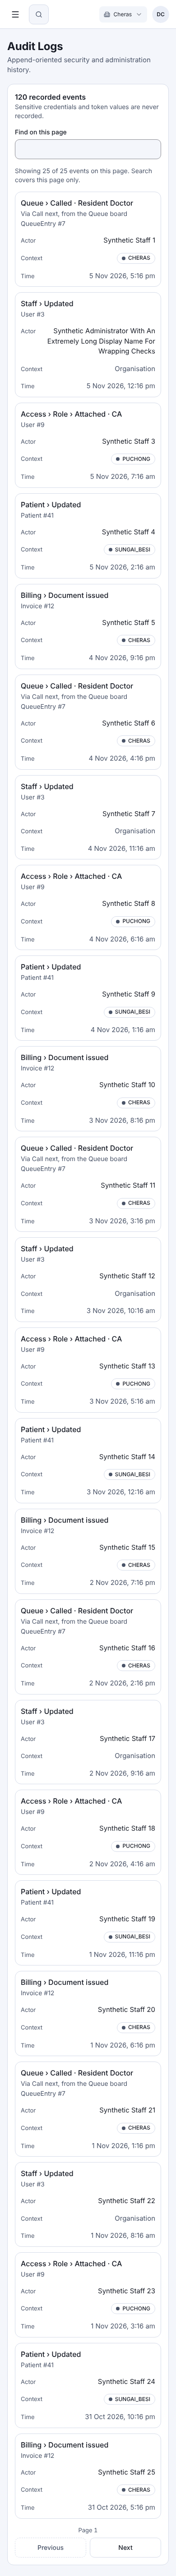 Cheras
DC
Audit Logs
Append-oriented security and administration
history.
120 recorded events
Sensitive credentials and token values are never
recorded.
Find on this page
Showing 25 of 25 events on this page. Search
covers this page only.
Queue › Called · Resident Doctor
Via Call next, from the Queue board
QueueEntry #7
Actor Synthetic Staff 1
Context CHERAS
Time 5 Nov 2026, 5:16 pm
Staff › Updated
User #3
Actor Synthetic Administrator With An
Extremely Long Display Name For
Wrapping Checks
Context Organisation
Time 5 Nov 2026, 12:16 pm
Access › Role › Attached · CA
User #9
Actor Synthetic Staff 3
Context PUCHONG
Time 5 Nov 2026, 7:16 am
Patient › Updated
Patient #41
Actor Synthetic Staff 4
Context SUNGAI_BESI
Time 5 Nov 2026, 2:16 am
Billing › Document issued
Invoice #12
Actor Synthetic Staff 5
Context CHERAS
Time 4 Nov 2026, 9:16 pm
Queue › Called · Resident Doctor
Via Call next, from the Queue board
QueueEntry #7
Actor Synthetic Staff 6
Context CHERAS
Time 4 Nov 2026, 4:16 pm
Staff › Updated
User #3
Actor Synthetic Staff 7
Context Organisation
Time 4 Nov 2026, 11:16 am
Access › Role › Attached · CA
User #9
Actor Synthetic Staff 8
Context PUCHONG
Time 4 Nov 2026, 6:16 am
Patient › Updated
Patient #41
Actor Synthetic Staff 9
Context SUNGAI_BESI
Time 4 Nov 2026, 1:16 am
Billing › Document issued
Invoice #12
Actor Synthetic Staff 10
Context CHERAS
Time 3 Nov 2026, 8:16 pm
Queue › Called · Resident Doctor
Via Call next, from the Queue board
QueueEntry #7
Actor Synthetic Staff 11
Context CHERAS
Time 3 Nov 2026, 3:16 pm
Staff › Updated
User #3
Actor Synthetic Staff 12
Context Organisation
Time 3 Nov 2026, 10:16 am
Access › Role › Attached · CA
User #9
Actor Synthetic Staff 13
Context PUCHONG
Time 3 Nov 2026, 5:16 am
Patient › Updated
Patient #41
Actor Synthetic Staff 14
Context SUNGAI_BESI
Time 3 Nov 2026, 12:16 am
Billing › Document issued
Invoice #12
Actor Synthetic Staff 15
Context CHERAS
Time 2 Nov 2026, 7:16 pm
Queue › Called · Resident Doctor
Via Call next, from the Queue board
QueueEntry #7
Actor Synthetic Staff 16
Context CHERAS
Time 2 Nov 2026, 2:16 pm
Staff › Updated
User #3
Actor Synthetic Staff 17
Context Organisation
Time 2 Nov 2026, 9:16 am
Access › Role › Attached · CA
User #9
Actor Synthetic Staff 18
Context PUCHONG
Time 2 Nov 2026, 4:16 am
Patient › Updated
Patient #41
Actor Synthetic Staff 19
Context SUNGAI_BESI
Time 1 Nov 2026, 11:16 pm
Billing › Document issued
Invoice #12
Actor Synthetic Staff 20
Context CHERAS
Time 1 Nov 2026, 6:16 pm
Queue › Called · Resident Doctor
Via Call next, from the Queue board
QueueEntry #7
Actor Synthetic Staff 21
Context CHERAS
Time 1 Nov 2026, 1:16 pm
Staff › Updated
User #3
Actor Synthetic Staff 22
Context Organisation
Time 1 Nov 2026, 8:16 am
Access › Role › Attached · CA
User #9
Actor Synthetic Staff 23
Context PUCHONG
Time 1 Nov 2026, 3:16 am
Patient › Updated
Patient #41
Actor Synthetic Staff 24
Context SUNGAI_BESI
Time 31 Oct 2026, 10:16 pm
Billing › Document issued
Invoice #12
Actor Synthetic Staff 25
Context CHERAS
Time 31 Oct 2026, 5:16 pm
Page 1
Previous Next